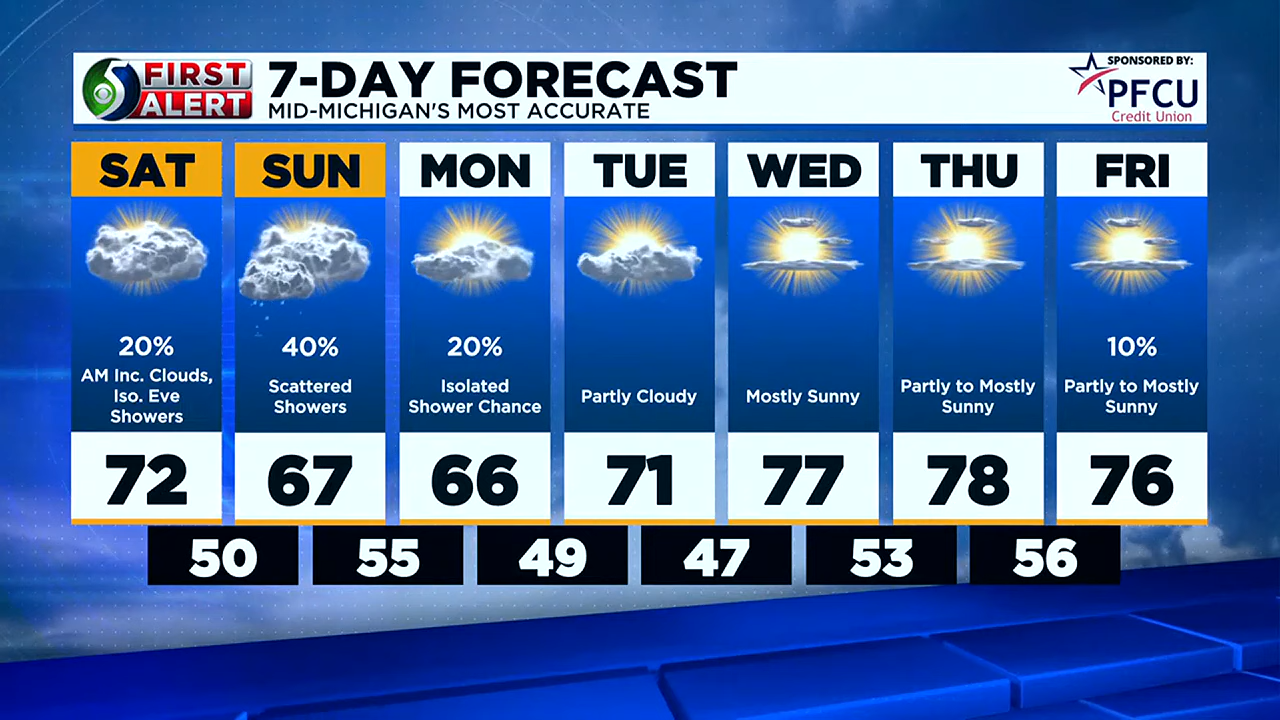 5 FIRST
ALERT
7-DAY FORECAST
MID-MICHIGAN'S MOST ACCURATE
SPONSORED BY:
PFCU
Credit Union
SAT
20%
AM Inc. Clouds,
Iso. Eve
Showers
72
SUN
40%
Scattered
Showers
67
MON
20%
Isolated
Shower Chance
66
TUE
Partly Cloudy
71
WED
Mostly Sunny
77
THU
Partly to Mostly
Sunny
78
FRI
10%
Partly to Mostly
Sunny
76
50
55
49
47
53
56